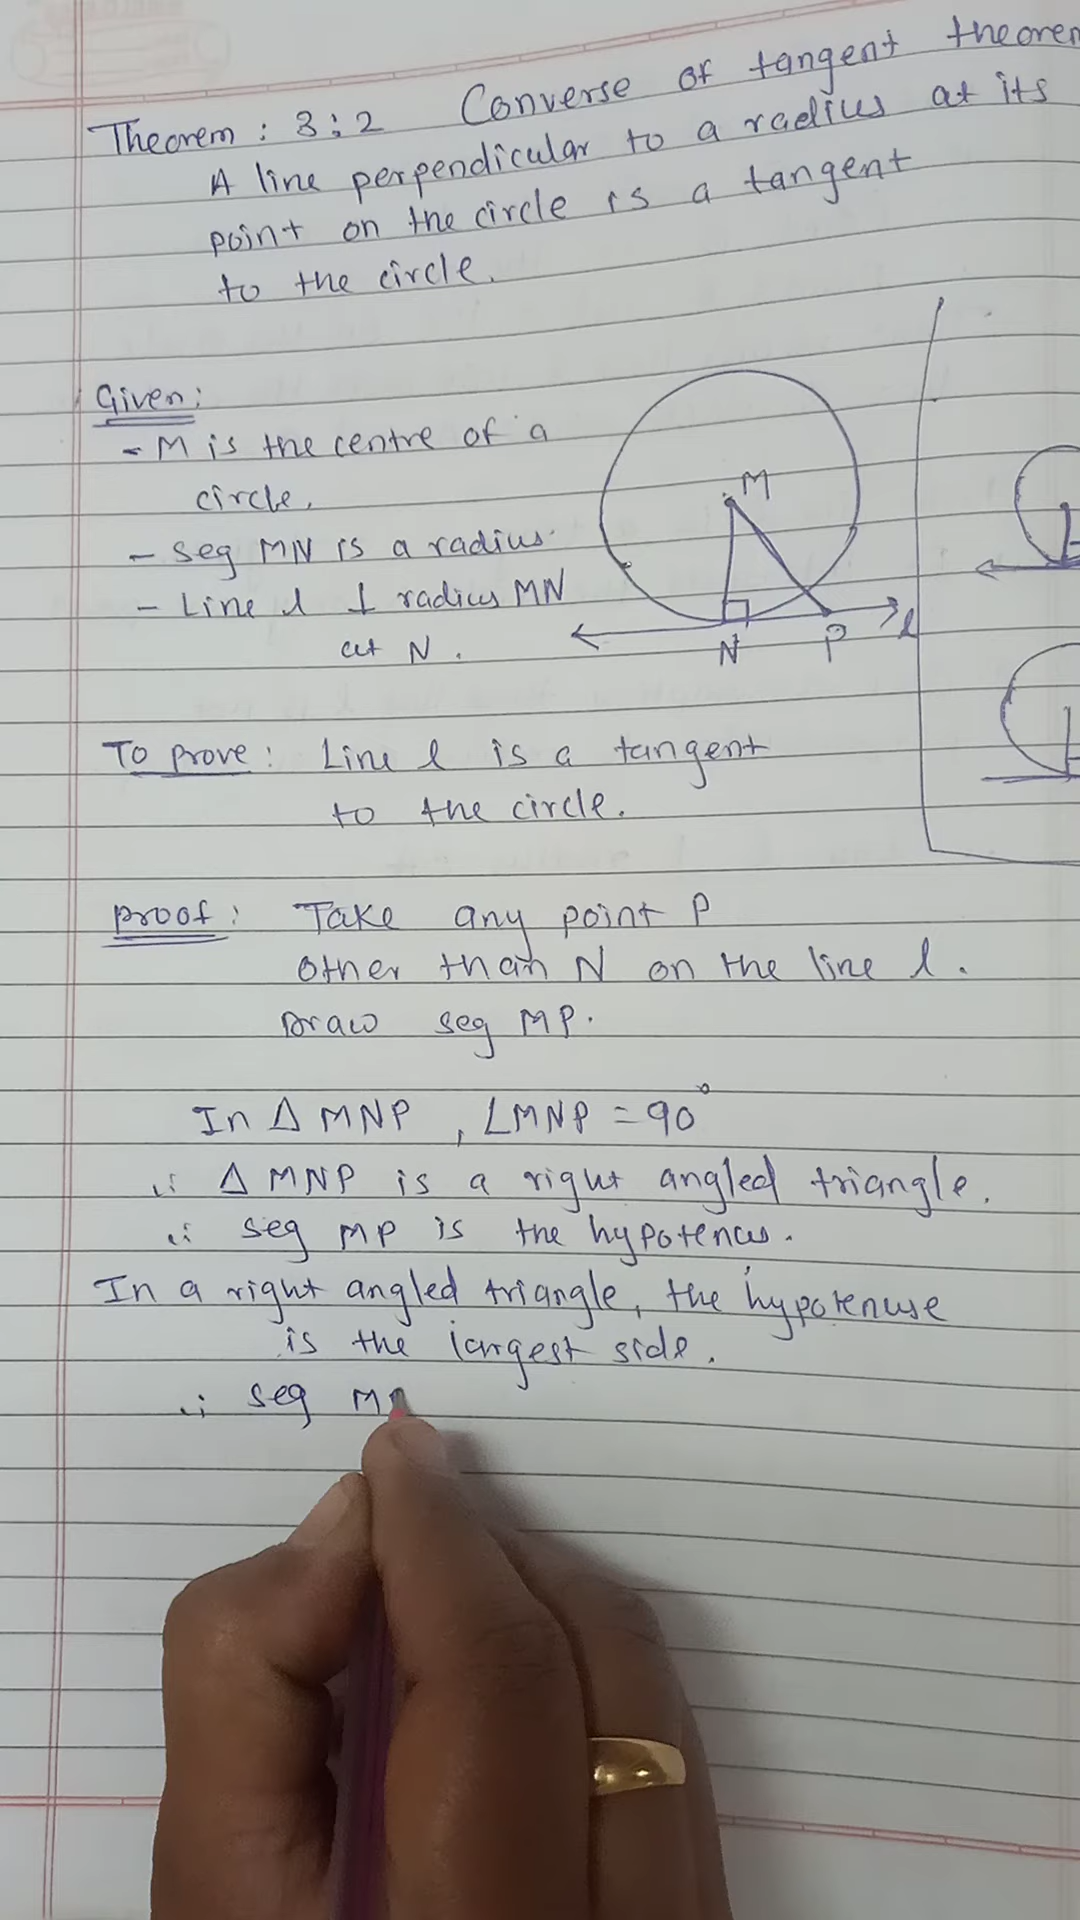 Theorem : 3:2 Converse of tangent theorem
A line perpendicular to a radius at its
point on the circle is a tangent
to the circle.
Given:
- M is the centre of a
circle.
- seg MN is a radius.
- Line l ⊥ radius MN
at N.
M
N
P
l
To prove: Line l is a tangent
to the circle.
Proof: Take any point P
other than N on the line l.
Draw seg MP.
In Δ MNP, ∠MNP = 90°
∴ Δ MNP is a right angled triangle.
∴ seg MP is the hypotenus.
In a right angled triangle, the hypotenuse
is the largest side.
∴ seg MP